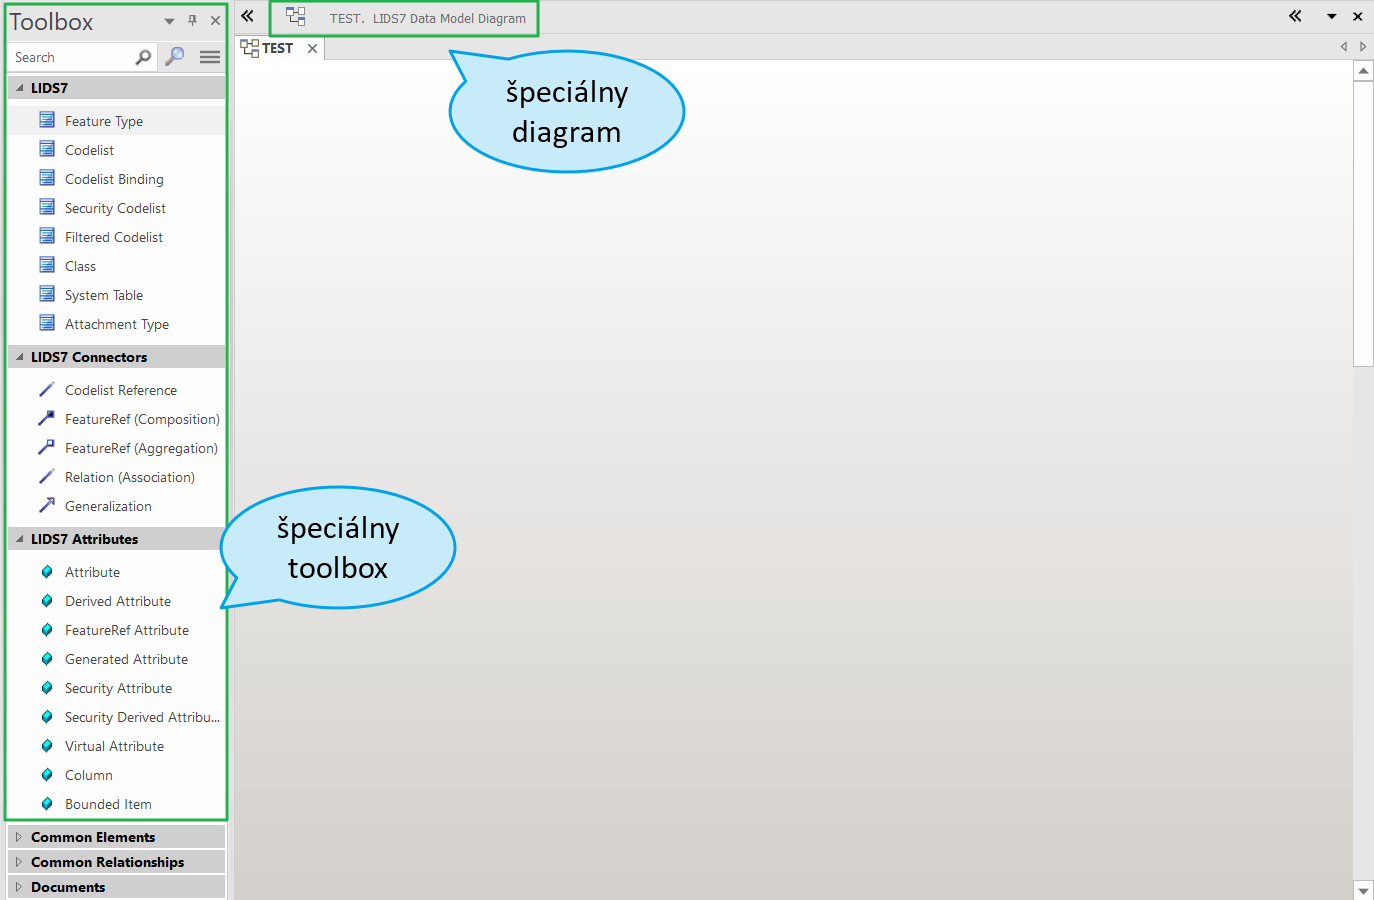 Toolbox
Search
LIDS7
Feature Type
Codelist
Codelist Binding
Security Codelist
Filtered Codelist
Class
System Table
Attachment Type
LIDS7 Connectors
Codelist Reference
FeatureRef (Composition)
FeatureRef (Aggregation)
Relation (Association)
Generalization
LIDS7 Attributes
Attribute
Derived Attribute
FeatureRef Attribute
Generated Attribute
Security Attribute
Security Derived Attribu...
Virtual Attribute
Column
Bounded Item
Common Elements
Common Relationships
Documents
TEST. LIDS7 Data Model Diagram
TEST
špeciálny
diagram
špeciálny
toolbox